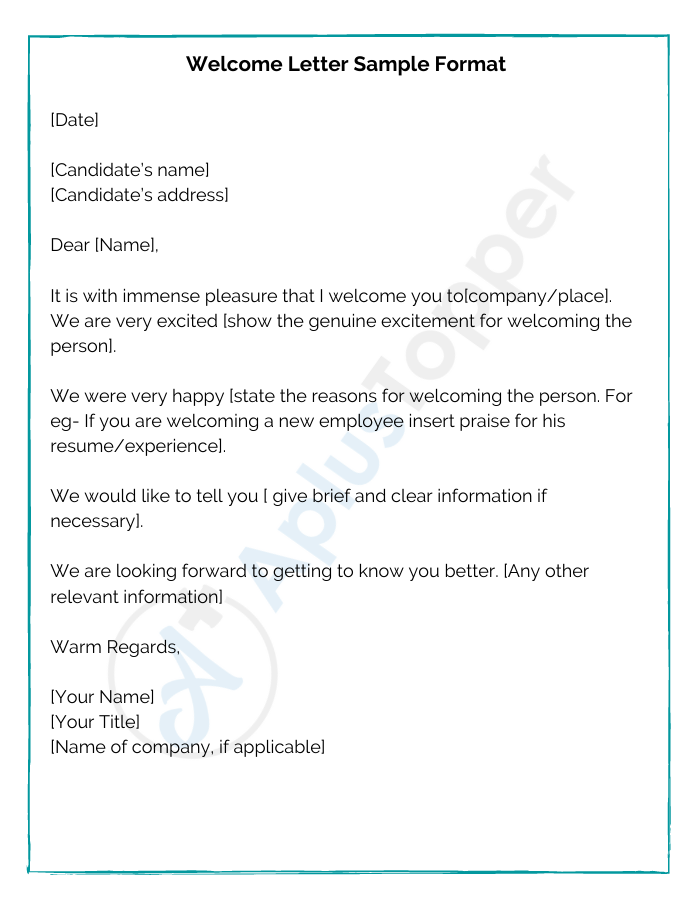 Welcome Letter Sample Format
[Date]
[Candidate's name]
[Candidate's address]
Dear [Name],
It is with immense pleasure that I welcome you to[company/place].
We are very excited [show the genuine excitement for welcoming the
person].
We were very happy [state the reasons for welcoming the person. For
eg- If you are welcoming a new employee insert praise for his
resume/experience].
We would like to tell you [ give brief and clear information if
necessary].
We are looking forward to getting to know you better. [Any other
relevant information]
Warm Regards,
[Your Name]
[Your Title]
[Name of company, if applicable]
AplusTopper
A+